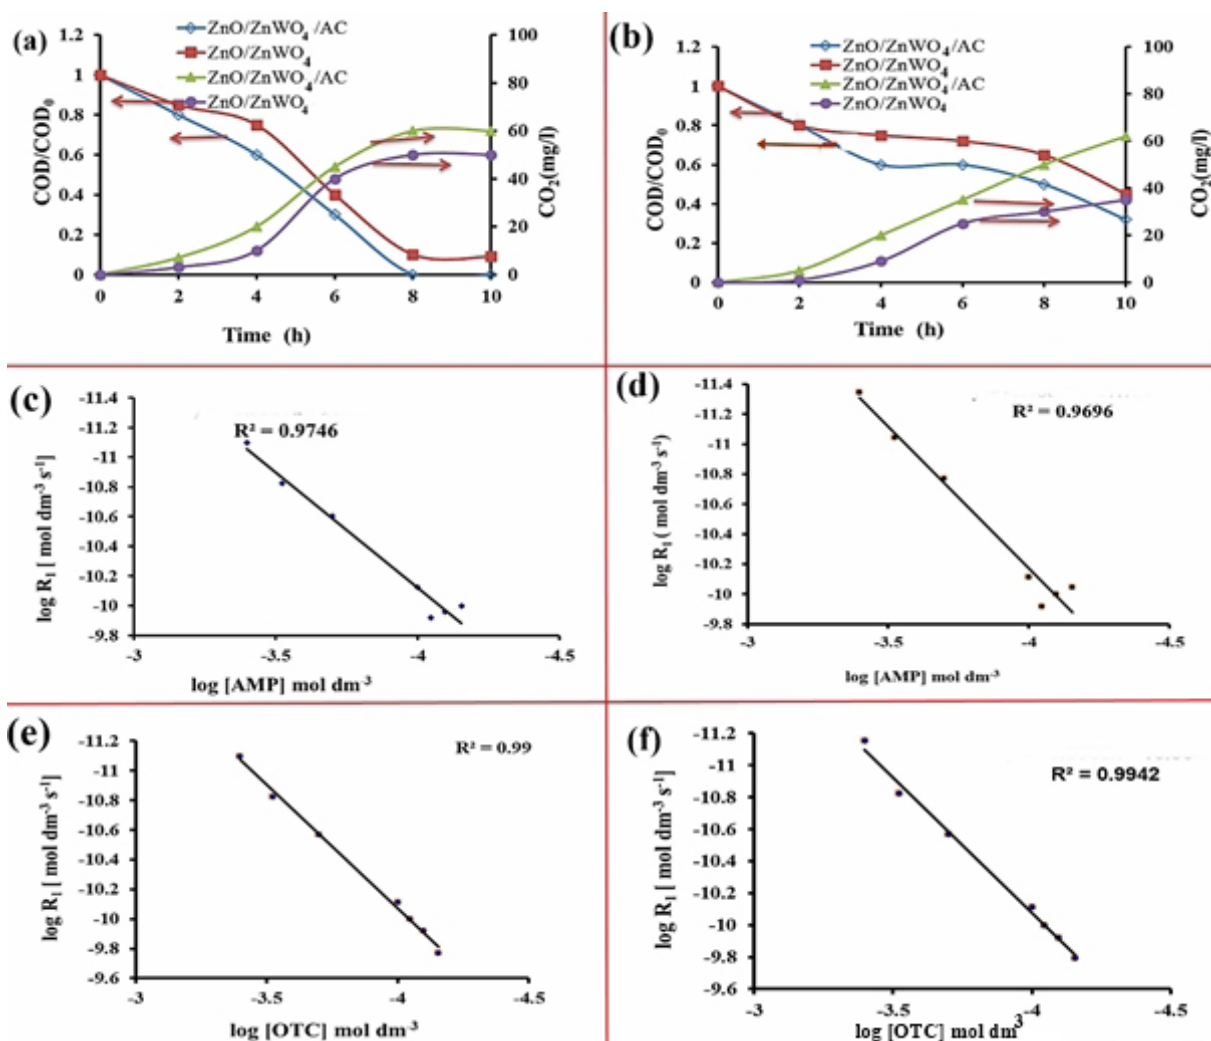 (a)
ZnO/ZnWO₄ /AC
ZnO/ZnWO₄
ZnO/ZnWO₄ /AC
ZnO/ZnWO₄
1.2
1
0.8
0.6
0.4
0.2
0
COD/COD₀
100
80
60
40
20
0
CO₂(mg/l)
0 2 4 6 8 10
Time (h)
(b)
ZnO/ZnWO₄/AC
ZnO/ZnWO₄
ZnO/ZnWO₄/AC
ZnO/ZnWO₄
1.2
1
0.8
0.6
0.4
0.2
0
COD/COD₀
100
80
60
40
20
0
CO₂(mg/l)
0 2 4 6 8 10
Time (h)
(c)
R² = 0.9746
-11.4
-11.1
-10.8
-10.6
-10.2
-10
-9.8
log R₁ [ mol dm⁻³ s⁻¹]
-3 -3.5 -4 -4.5
log [AMP] mol dm⁻³
(d)
R² = 0.9696
-11.4
-11.2
-11
-10.8
-10.6
-10.4
-10.2
-10
-9.8
log R₁ ( mol dm⁻³ s⁻¹)
-3 -3.5 -4 -4.5
log [AMP] mol dm⁻³
(e)
R² = 0.99
-11.2
-11
-10.8
-10.6
-10.4
-10.2
-10
-9.8
-9.6
log R₁ [ mol dm⁻³ s⁻¹]
-3 -3.5 -4 -4.5
log [OTC] mol dm⁻³
(f)
R² = 0.9942
-11.2
-11
-10.8
-10.6
-10.4
-10.2
-10
-9.8
-9.6
log R₁ [ mol dm⁻³ s⁻¹]
-3 -3.5 -4 -4.5
log [OTC] mol dm³